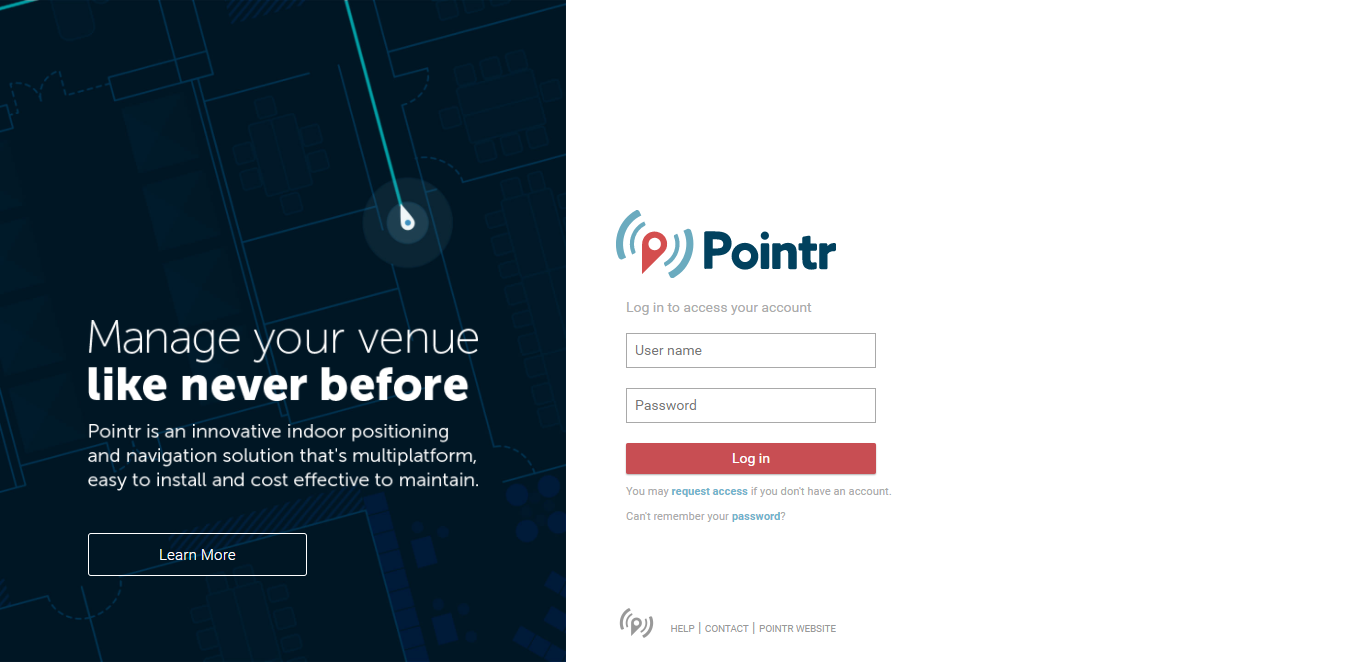 Manage your venue
like never before
Pointr is an innovative indoor positioning
and navigation solution that's multiplatform,
easy to install and cost effective to maintain.
Learn More
Pointr
Log in to access your account
User name
Password
Log in
You may request access if you don't have an account.
Can't remember your password?
HELP | CONTACT | POINTR WEBSITE